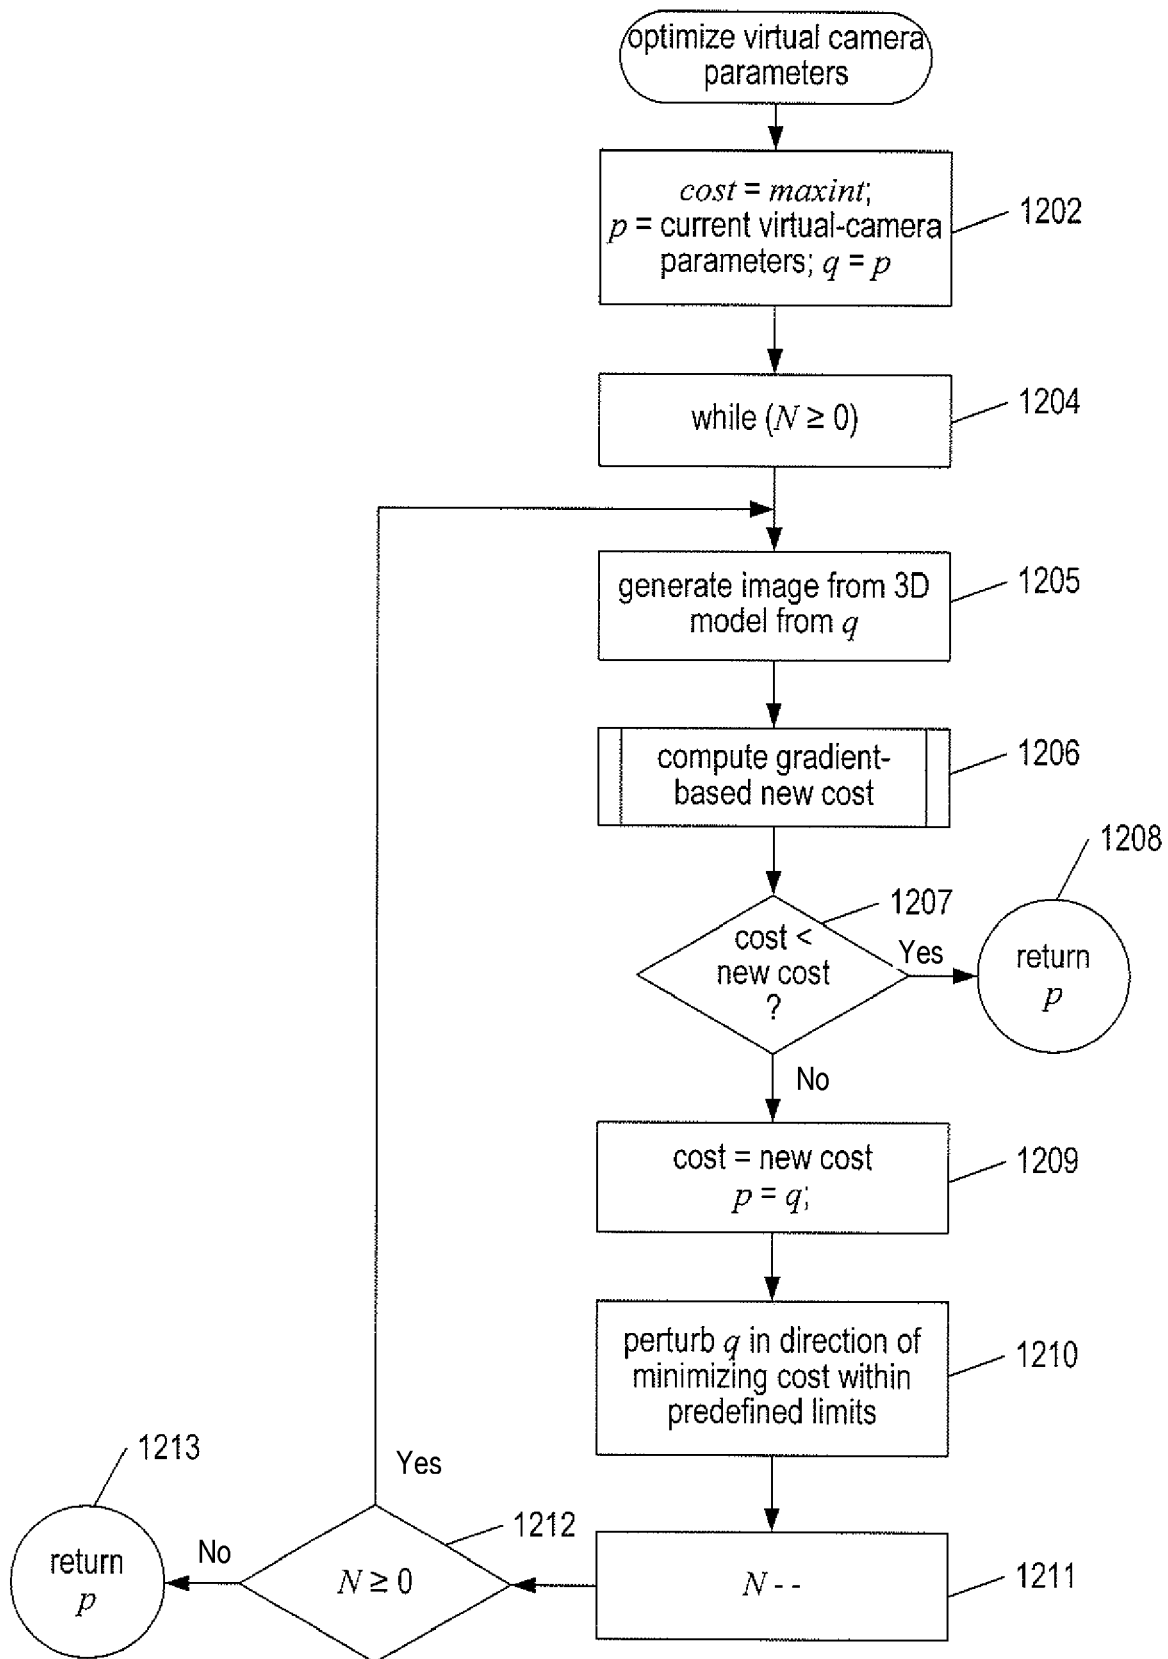 optimize virtual camera
parameters
cost = maxint;
p = current virtual-camera
parameters; q = p
1202
while (N ≥ 0)
1204
generate image from 3D
model from q
1205
compute gradient-
based new cost
1206
1208
1207
cost <
new cost
?
Yes
return
p
No
cost = new cost
p = q;
1209
perturb q in direction of
minimizing cost within
predefined limits
1210
1213
Yes
1212
return
p
No
N ≥ 0
N - -
1211